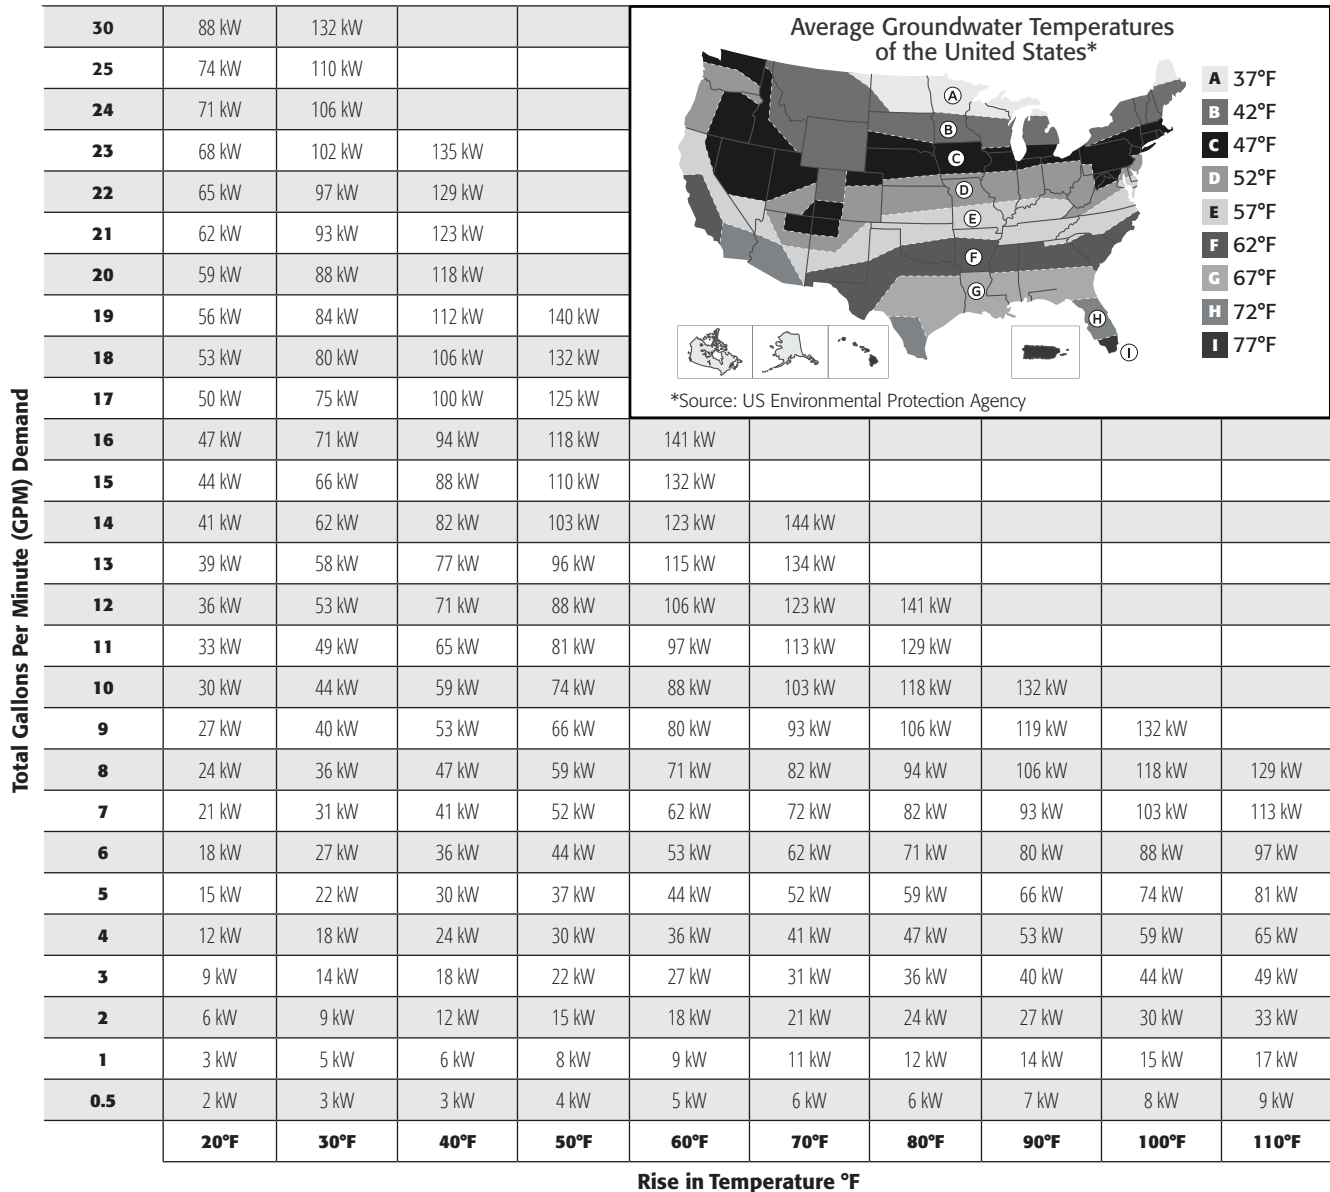 Total Gallons Per Minute (GPM) Demand
30 88 kW 132 kW
25 74 kW 110 kW
24 71 kW 106 kW
23 68 kW 102 kW 135 kW
22 65 kW 97 kW 129 kW
21 62 kW 93 kW 123 kW
20 59 kW 88 kW 118 kW
19 56 kW 84 kW 112 kW 140 kW
18 53 kW 80 kW 106 kW 132 kW
17 50 kW 75 kW 100 kW 125 kW
Average Groundwater Temperatures
of the United States*
A
B
C
D
E
F
G
H
I
A 37°F
B 42°F
C 47°F
D 52°F
E 57°F
F 62°F
G 67°F
H 72°F
I 77°F
*Source: US Environmental Protection Agency
16 47 kW 71 kW 94 kW 118 kW 141 kW
15 44 kW 66 kW 88 kW 110 kW 132 kW
14 41 kW 62 kW 82 kW 103 kW 123 kW 144 kW
13 39 kW 58 kW 77 kW 96 kW 115 kW 134 kW
12 36 kW 53 kW 71 kW 88 kW 106 kW 123 kW 141 kW
11 33 kW 49 kW 65 kW 81 kW 97 kW 113 kW 129 kW
10 30 kW 44 kW 59 kW 74 kW 88 kW 103 kW 118 kW 132 kW
9 27 kW 40 kW 53 kW 66 kW 80 kW 93 kW 106 kW 119 kW 132 kW
8 24 kW 36 kW 47 kW 59 kW 71 kW 82 kW 94 kW 106 kW 118 kW 129 kW
7 21 kW 31 kW 41 kW 52 kW 62 kW 72 kW 82 kW 93 kW 103 kW 113 kW
6 18 kW 27 kW 36 kW 44 kW 53 kW 62 kW 71 kW 80 kW 88 kW 97 kW
5 15 kW 22 kW 30 kW 37 kW 44 kW 52 kW 59 kW 66 kW 74 kW 81 kW
4 12 kW 18 kW 24 kW 30 kW 36 kW 41 kW 47 kW 53 kW 59 kW 65 kW
3 9 kW 14 kW 18 kW 22 kW 27 kW 31 kW 36 kW 40 kW 44 kW 49 kW
2 6 kW 9 kW 12 kW 15 kW 18 kW 21 kW 24 kW 27 kW 30 kW 33 kW
1 3 kW 5 kW 6 kW 8 kW 9 kW 11 kW 12 kW 14 kW 15 kW 17 kW
0.5 2 kW 3 kW 3 kW 4 kW 5 kW 6 kW 6 kW 7 kW 8 kW 9 kW
20°F 30°F 40°F 50°F 60°F 70°F 80°F 90°F 100°F 110°F
Rise in Temperature °F